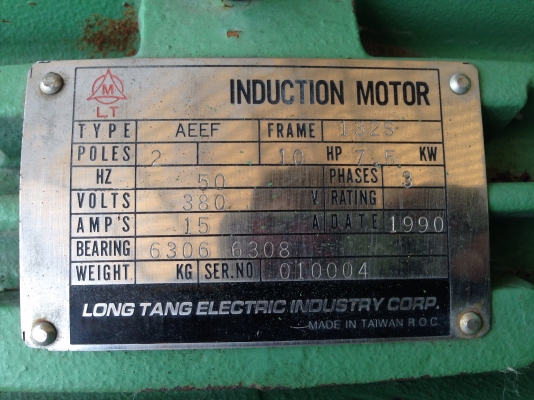 M
L.T
INDUCTION MOTOR
TYPE AEEF FRAME 132S
POLES 2 10 HP 7.5 KW
HZ 50 PHASES 3
VOLTS 380 V RATING
AMP'S 15 A DATE 1990
BEARING 6306 6308
WEIGHT KG SER.NO 010004
LONG TANG ELECTRIC INDUSTRY CORP.
MADE IN TAIWAN R.O.C